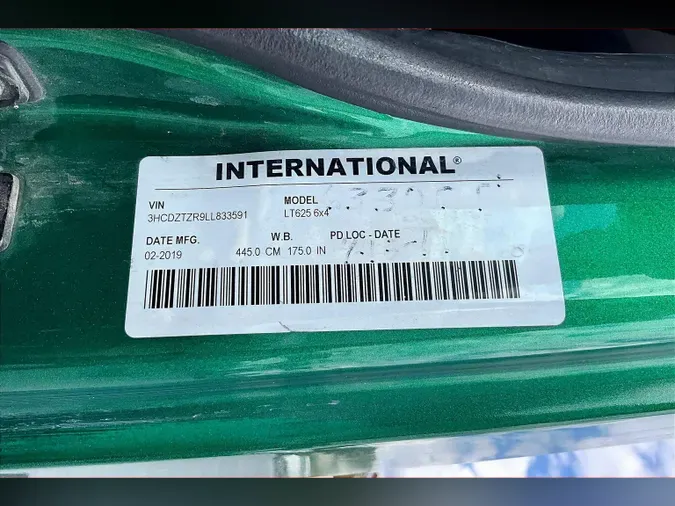 INTERNATIONAL®
VIN MODEL
3HCDZTZR9LL833591 LT625 6x4
DATE MFG. W.B. PD LOC - DATE
02-2019 445.0 CM 175.0 IN